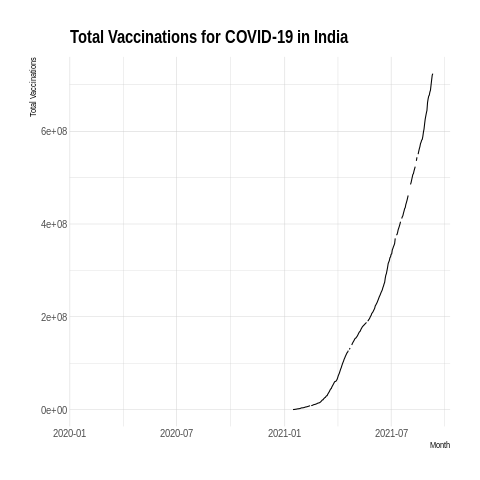 Total Vaccinations for COVID-19 in India
Total Vaccinations
6e+08
4e+08
2e+08
0e+00
2020-01 2020-07 2021-01 2021-07
Month